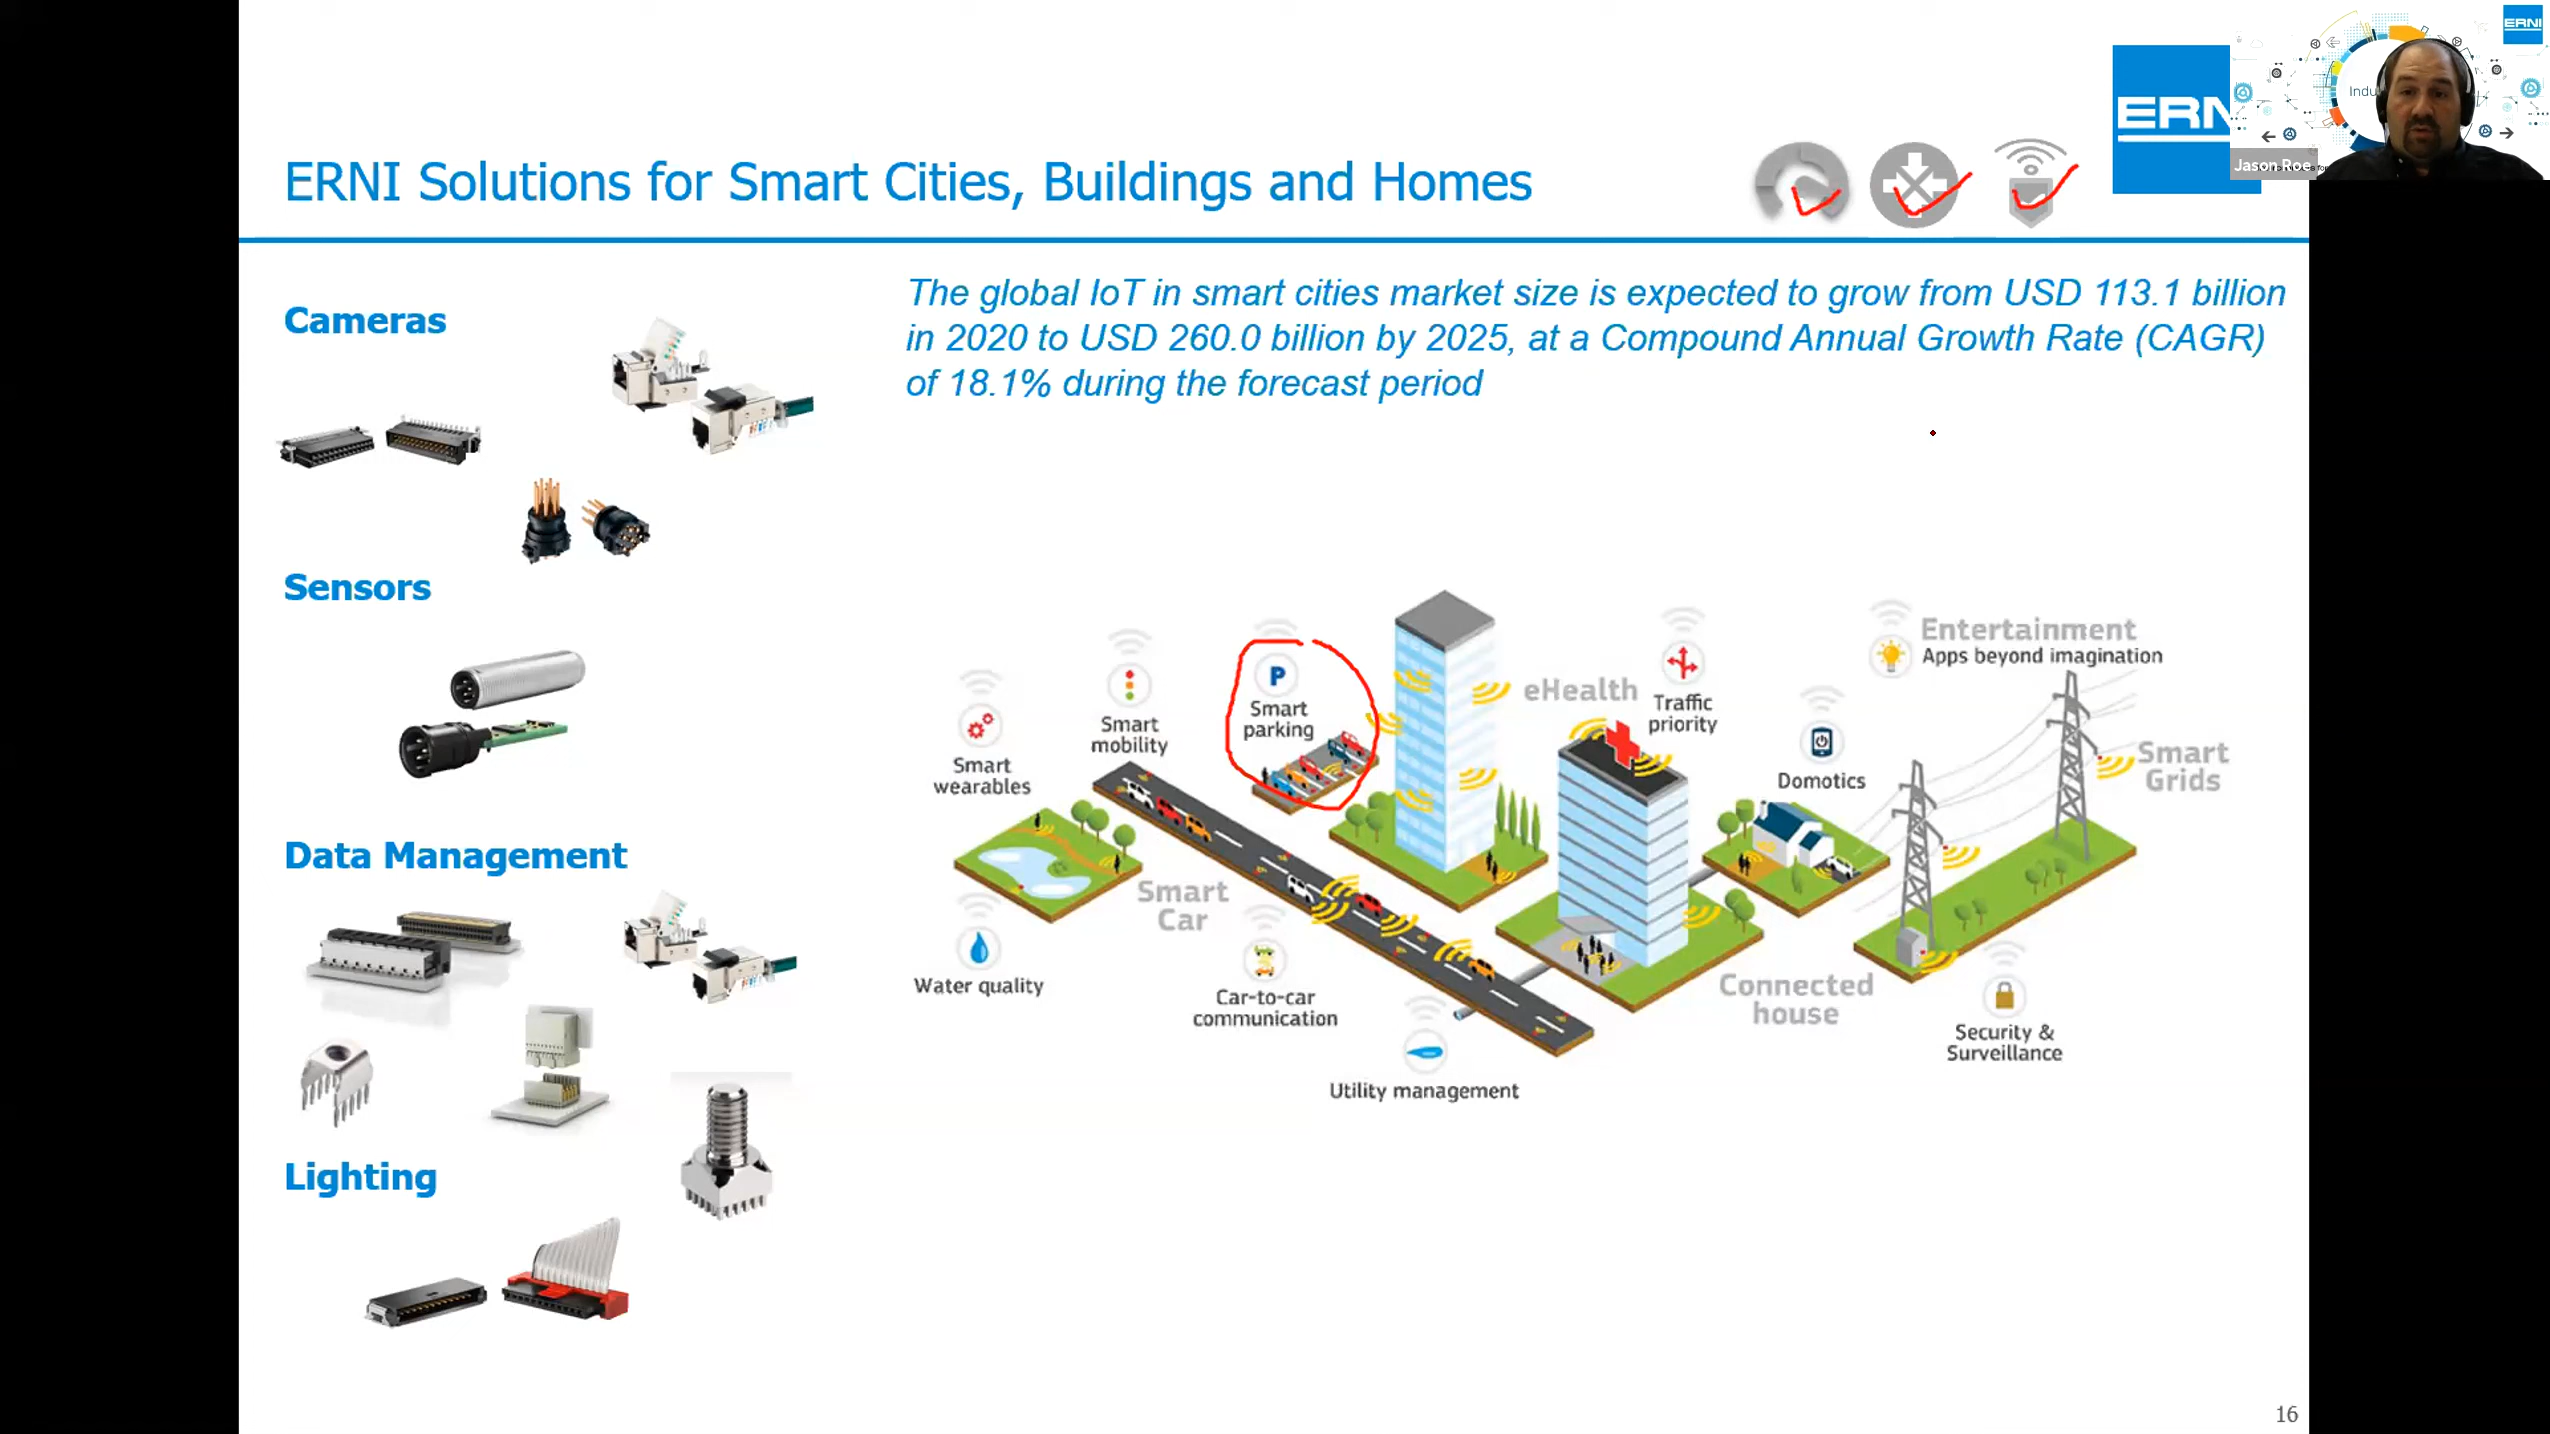 ERNI
ERN
Indu
Jason Roe
ERNI Solutions for Smart Cities, Buildings and Homes
The global IoT in smart cities market size is expected to grow from USD 113.1 billion
in 2020 to USD 260.0 billion by 2025, at a Compound Annual Growth Rate (CAGR)
of 18.1% during the forecast period
Cameras
Sensors
Data Management
Lighting
Smart
wearables
Smart
mobility
P
Smart
parking
eHealth
Traffic
priority
Entertainment
Apps beyond imagination
Domotics
Smart
Grids
Smart
Car
Water quality
Car-to-car
communication
Utility management
Connected
house
Security &
Surveillance
16